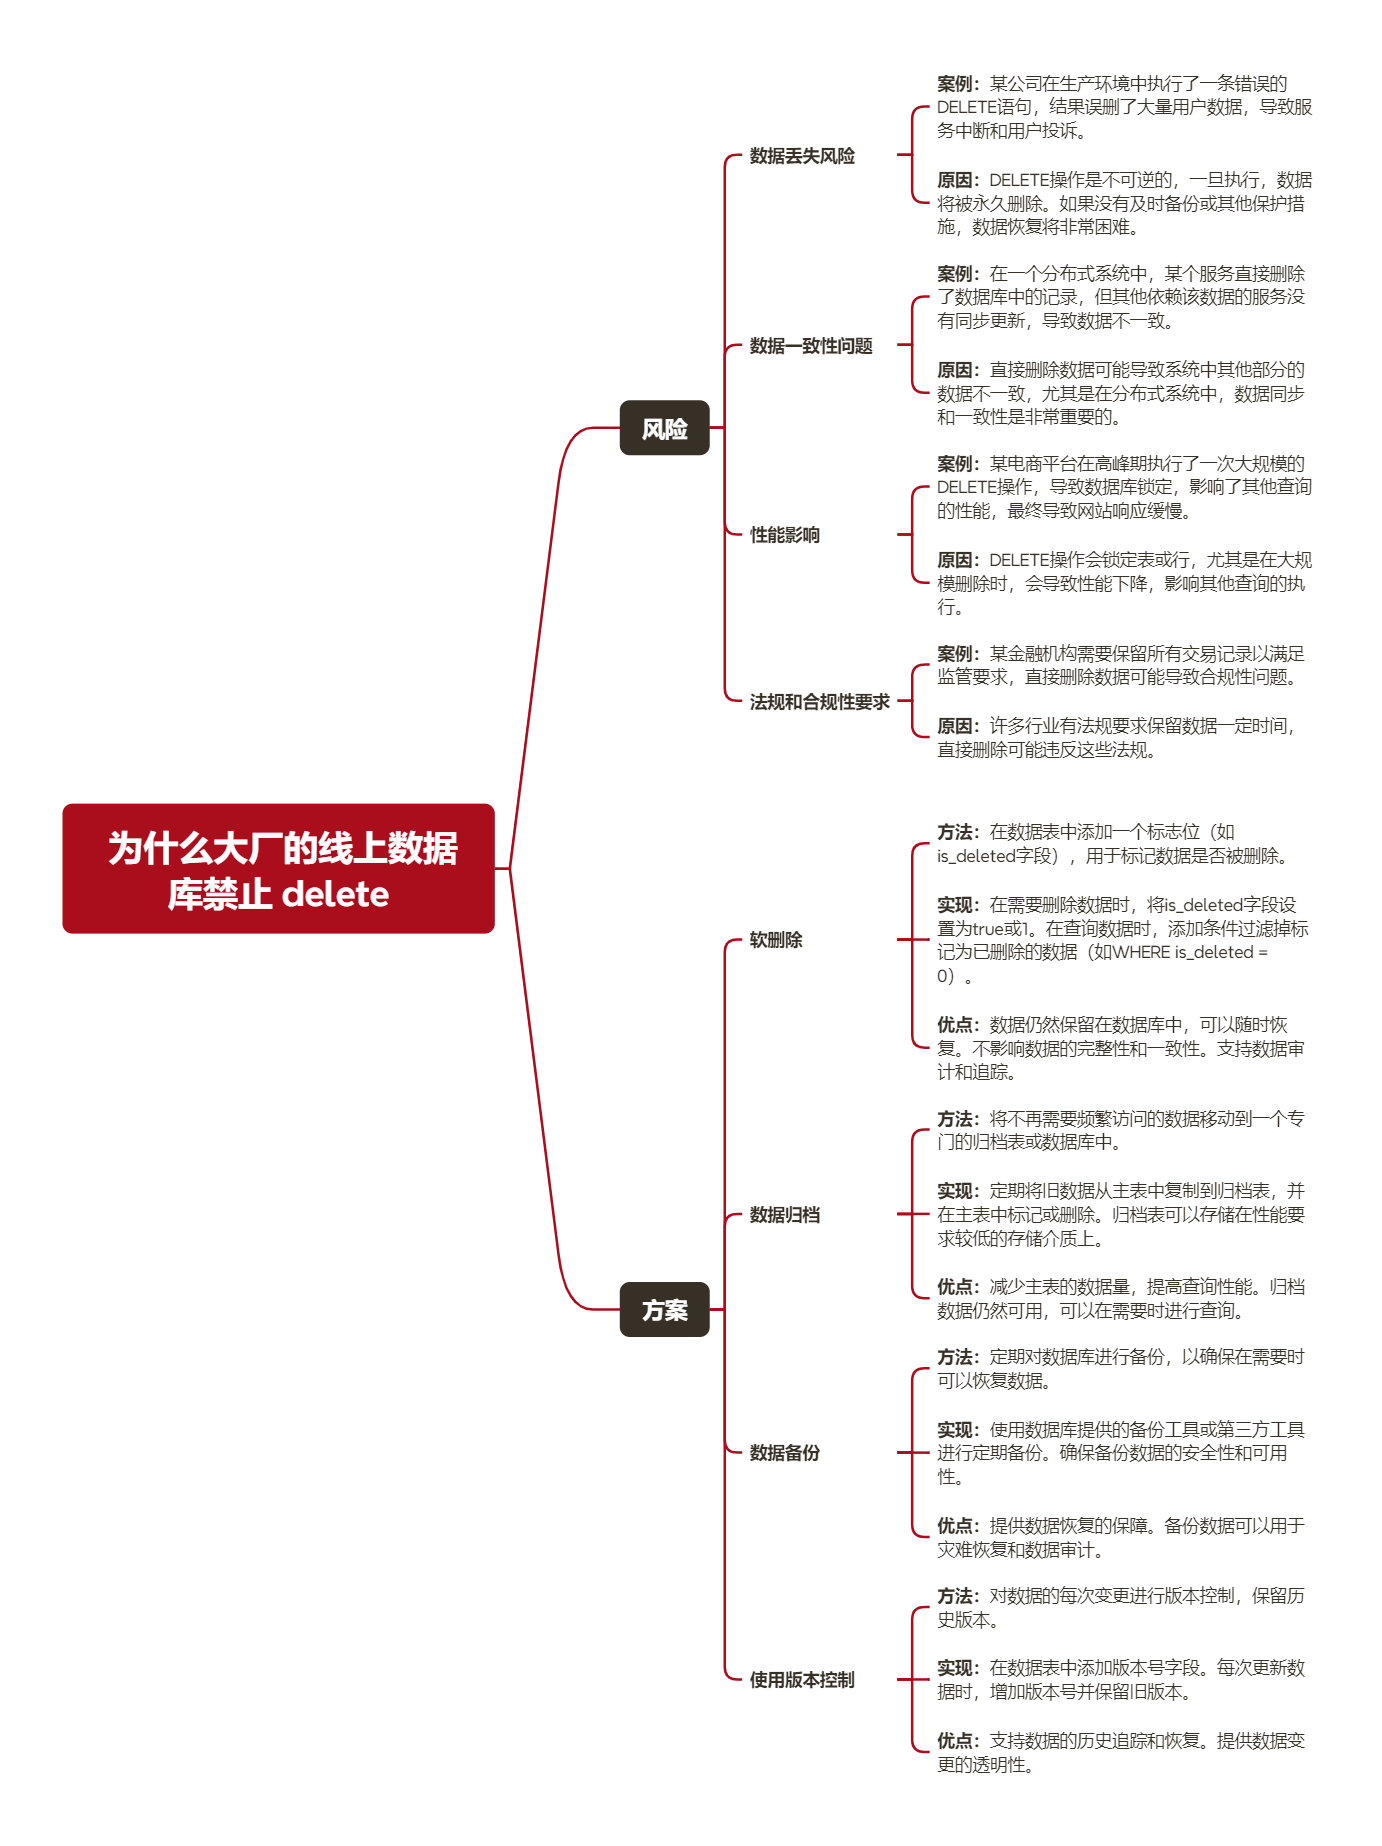 为什么大厂的线上数据
库禁止 delete
风险
数据丢失风险
案例：某公司在生产环境中执行了一条错误的
DELETE语句，结果误删了大量用户数据，导致服
务中断和用户投诉。
原因：DELETE操作是不可逆的，一旦执行，数据
将被永久删除。如果没有及时备份或其他保护措
施，数据恢复将非常困难。
数据一致性问题
案例：在一个分布式系统中，某个服务直接删除
了数据库中的记录，但其他依赖该数据的服务没
有同步更新，导致数据不一致。
原因：直接删除数据可能导致系统中其他部分的
数据不一致，尤其是在分布式系统中，数据同步
和一致性是非常重要的。
性能影响
案例：某电商平台在高峰期执行了一次大规模的
DELETE操作，导致数据库锁定，影响了其他查询
的性能，最终导致网站响应缓慢。
原因：DELETE操作会锁定表或行，尤其是在大规
模删除时，会导致性能下降，影响其他查询的执
行。
法规和合规性要求
案例：某金融机构需要保留所有交易记录以满足
监管要求，直接删除数据可能导致合规性问题。
原因：许多行业有法规要求保留数据一定时间，
直接删除可能违反这些法规。
方案
软删除
方法：在数据表中添加一个标志位（如
is_deleted字段），用于标记数据是否被删除。
实现：在需要删除数据时，将is_deleted字段设
置为true或1。在查询数据时，添加条件过滤掉标
记为已删除的数据（如WHERE is_deleted =
0）。
优点：数据仍然保留在数据库中，可以随时恢
复。不影响数据的完整性和一致性。支持数据审
计和追踪。
数据归档
方法：将不再需要频繁访问的数据移动到一个专
门的归档表或数据库中。
实现：定期将旧数据从主表中复制到归档表，并
在主表中标记或删除。归档表可以存储在性能要
求较低的存储介质上。
优点：减少主表的数据量，提高查询性能。归档
数据仍然可用，可以在需要时进行查询。
数据备份
方法：定期对数据库进行备份，以确保在需要时
可以恢复数据。
实现：使用数据库提供的备份工具或第三方工具
进行定期备份。确保备份数据的安全性和可用
性。
优点：提供数据恢复的保障。备份数据可以用于
灾难恢复和数据审计。
使用版本控制
方法：对数据的每次变更进行版本控制，保留历
史版本。
实现：在数据表中添加版本号字段。每次更新数
据时，增加版本号并保留旧版本。
优点：支持数据的历史追踪和恢复。提供数据变
更的透明性。